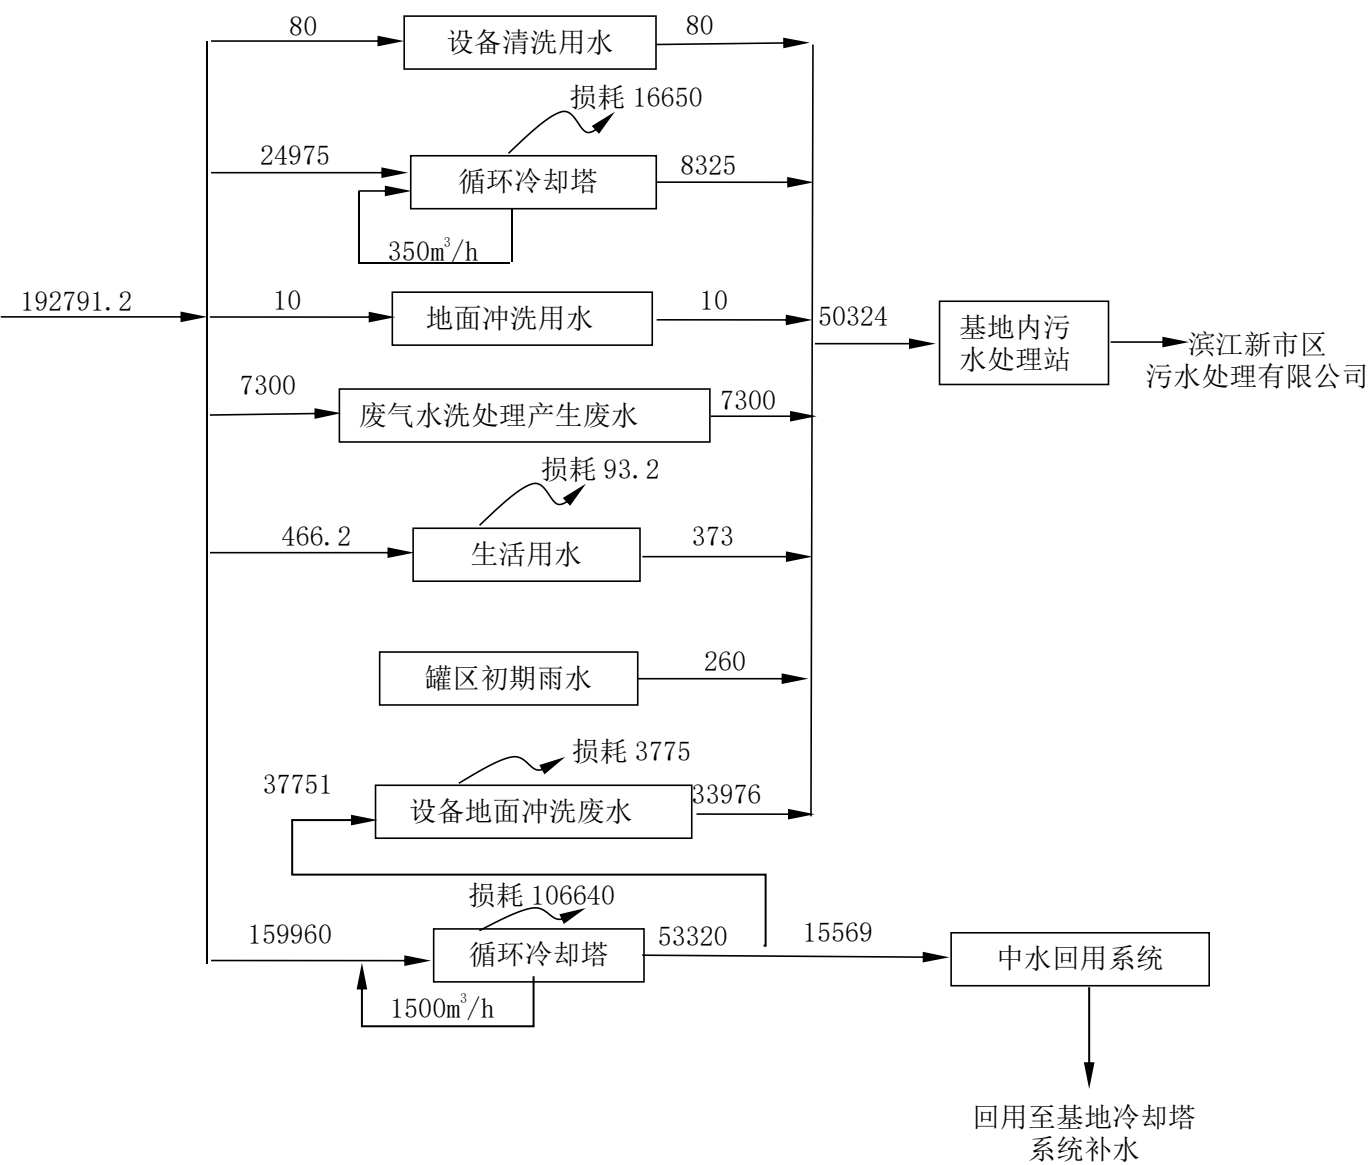 80
设备清洗用水
80
损耗 16650
24975
循环冷却塔
8325
350m³/h
192791.2
10
地面冲洗用水
10
50324
基地内污
水处理站
滨江新市区
污水处理有限公司
7300
废气水洗处理产生废水
7300
损耗 93.2
466.2
生活用水
373
罐区初期雨水
260
损耗 3775
37751
设备地面冲洗废水
33976
损耗 106640
159960
循环冷却塔
53320
15569
中水回用系统
1500m³/h
回用至基地冷却塔
系统补水